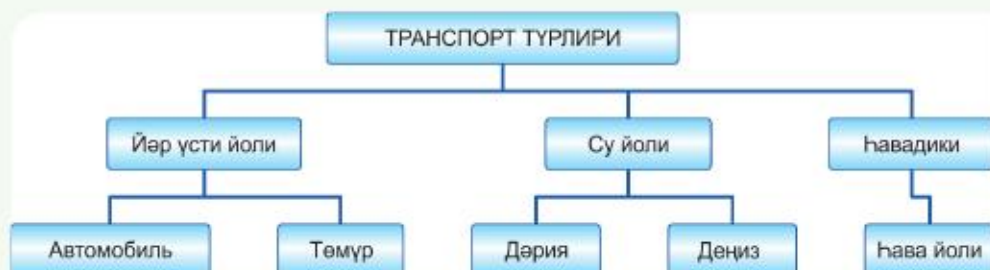 ТРАНСПОРТ ТҮРЛИРИ
Йәр үсти йоли
Су йоли
Һавадики
Автомобиль
Төмүр
Дәрия
Деңиз
Һава йоли